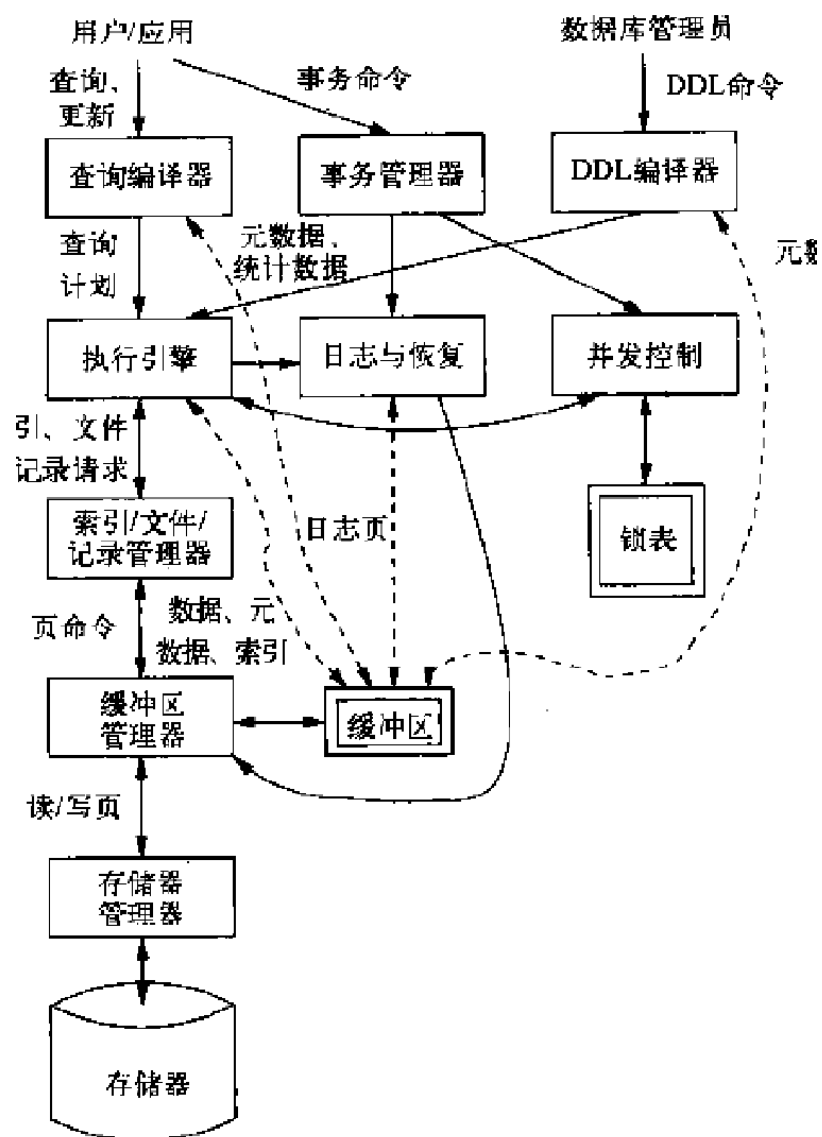 用户/应用
数据库管理员
查询、
更新
事务命令
DDL命令
查询编译器
事务管理器
DDL编译器
查询
计划
元数据、
统计数据
元数
执行引擎
日志与恢复
并发控制
引、文件
记录请求
索引/文件/
记录管理器
日志页
锁表
页命令
数据、元
数据、索引
缓冲区
管理器
缓冲区
读/写页
存储器
管理器
存储器